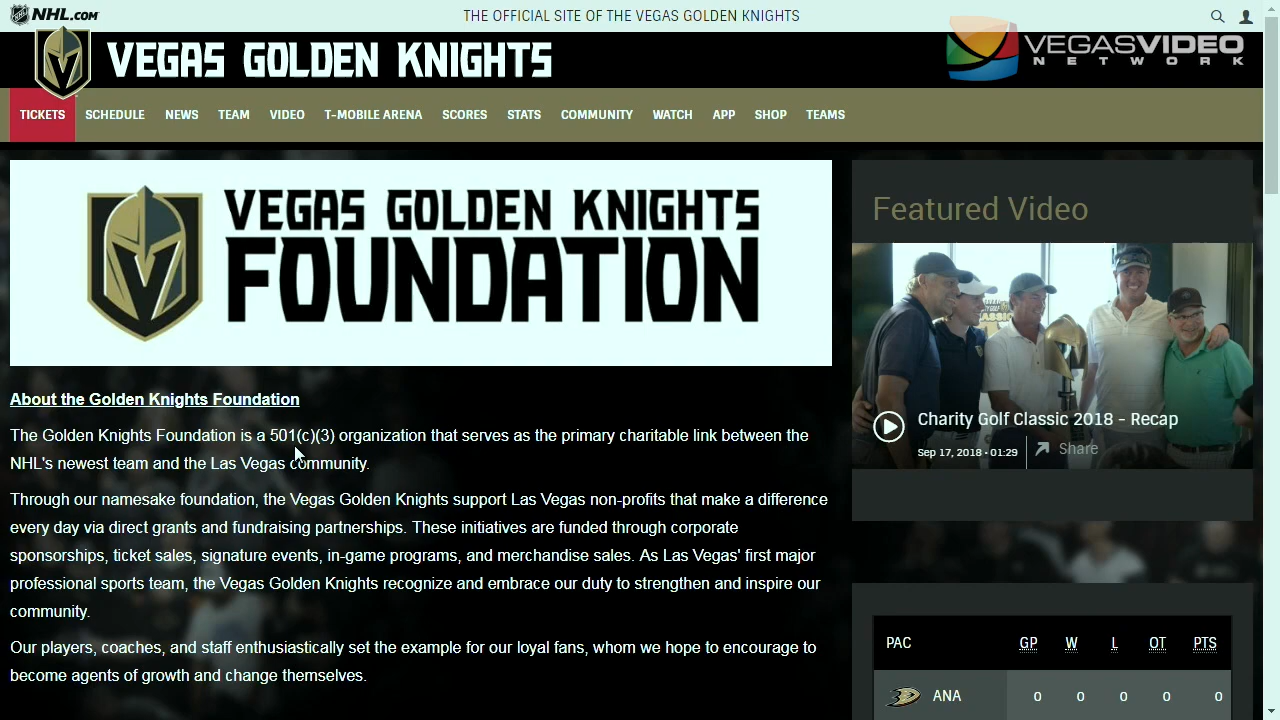 NHL.COM
THE OFFICIAL SITE OF THE VEGAS GOLDEN KNIGHTS
VEGAS GOLDEN KNIGHTS
VEGASVIDEO
NETWORK
TICKETS SCHEDULE NEWS TEAM VIDEO T-MOBILE ARENA SCORES STATS COMMUNITY WATCH APP SHOP TEAMS
VEGAS GOLDEN KNIGHTS
FOUNDATION
About the Golden Knights Foundation
The Golden Knights Foundation is a 501(c)(3) organization that serves as the primary charitable link between the
NHL's newest team and the Las Vegas community.
Through our namesake foundation, the Vegas Golden Knights support Las Vegas non-profits that make a difference
every day via direct grants and fundraising partnerships. These initiatives are funded through corporate
sponsorships, ticket sales, signature events, in-game programs, and merchandise sales. As Las Vegas' first major
professional sports team, the Vegas Golden Knights recognize and embrace our duty to strengthen and inspire our
community.
Our players, coaches, and staff enthusiastically set the example for our loyal fans, whom we hope to encourage to
become agents of growth and change themselves.
Featured Video
Charity Golf Classic 2018 - Recap
Sep 17, 2018 • 01:29 Share
PAC GP W L OT PTS
ANA 0 0 0 0 0